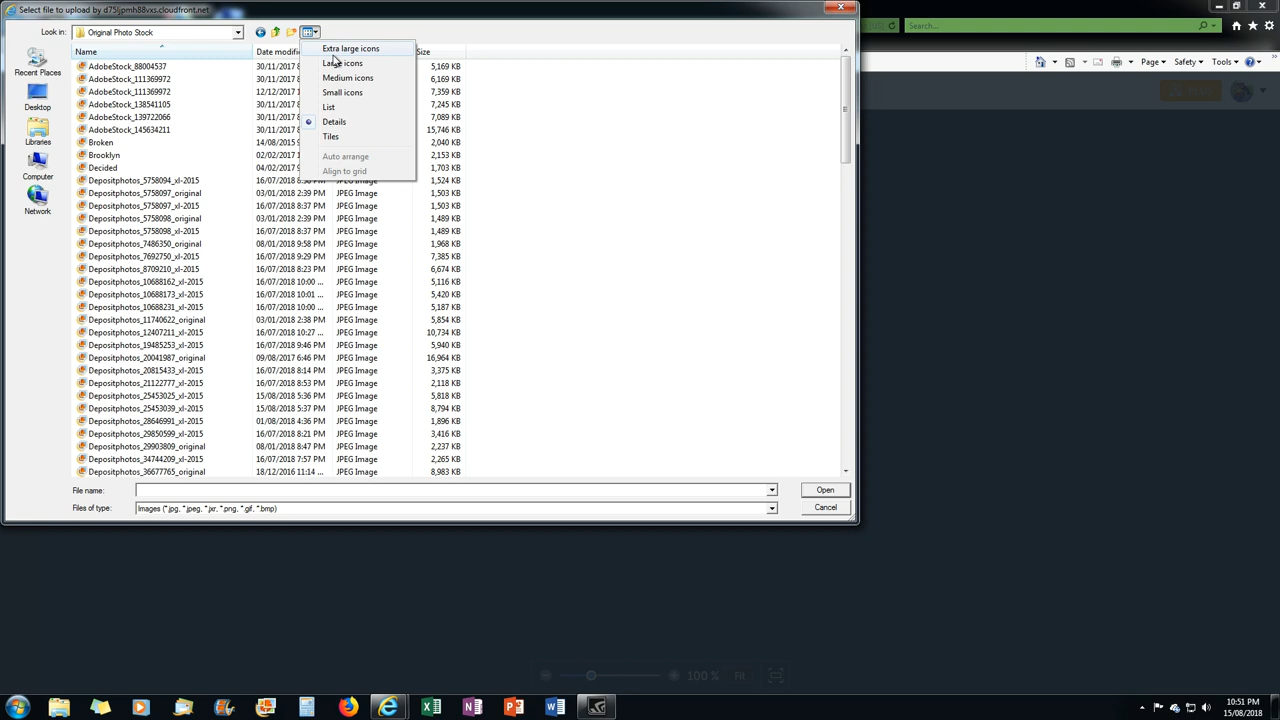 Select file to upload by d75ljpmh88vxs.cloudfront.net
Search...
Look in: Original Photo Stock
Page Safety Tools
Extra large icons
Large icons
Medium icons
Small icons
List
Details
Tiles
Auto arrange
Align to grid
Recent Places
Desktop
Libraries
Computer
Network
Name Size
AdobeStock_88004537 30/11/2017 8 5,169 KB
AdobeStock_111369972 30/11/2017 8 6,169 KB
AdobeStock_111369972 12/12/2017 8 7,359 KB
AdobeStock_138541105 30/11/2017 8 7,245 KB
AdobeStock_139722066 30/11/2017 8 7,089 KB
AdobeStock_145634211 30/11/2017 8 15,746 KB
Broken 14/08/2015 9 2,040 KB
Brooklyn 02/02/2017 1 2,153 KB
Decided 04/02/2017 9 1,703 KB
Depositphotos_5758094_xl-2015 16/07/2018 8:36 PM JPEG Image 1,524 KB
Depositphotos_5758097_original 03/01/2018 2:39 PM JPEG Image 1,503 KB
Depositphotos_5758097_xl-2015 16/07/2018 8:37 PM JPEG Image 1,503 KB
Depositphotos_5758098_original 03/01/2018 2:39 PM JPEG Image 1,489 KB
Depositphotos_5758098_xl-2015 16/07/2018 8:37 PM JPEG Image 1,489 KB
Depositphotos_7486350_original 08/01/2018 9:58 PM JPEG Image 1,968 KB
Depositphotos_7692750_xl-2015 16/07/2018 9:29 PM JPEG Image 7,385 KB
Depositphotos_8709210_xl-2015 16/07/2018 8:23 PM JPEG Image 6,674 KB
Depositphotos_10688162_xl-2015 16/07/2018 10:00 ... JPEG Image 5,116 KB
Depositphotos_10688173_xl-2015 16/07/2018 10:01 ... JPEG Image 5,420 KB
Depositphotos_10688231_xl-2015 16/07/2018 10:00 ... JPEG Image 5,187 KB
Depositphotos_11740622_original 03/01/2018 2:38 PM JPEG Image 5,854 KB
Depositphotos_12407211_xl-2015 16/07/2018 10:27 ... JPEG Image 10,734 KB
Depositphotos_19485253_xl-2015 16/07/2018 9:46 PM JPEG Image 5,940 KB
Depositphotos_20041987_original 09/08/2017 6:46 PM JPEG Image 16,964 KB
Depositphotos_20815433_xl-2015 16/07/2018 8:14 PM JPEG Image 3,375 KB
Depositphotos_21122777_xl-2015 16/07/2018 8:53 PM JPEG Image 2,118 KB
Depositphotos_25453025_xl-2015 15/08/2018 5:36 PM JPEG Image 5,818 KB
Depositphotos_25453039_xl-2015 15/08/2018 5:37 PM JPEG Image 8,794 KB
Depositphotos_28646991_xl-2015 01/08/2018 4:36 PM JPEG Image 1,896 KB
Depositphotos_29850599_xl-2015 16/07/2018 8:21 PM JPEG Image 3,416 KB
Depositphotos_29903809_original 08/01/2018 8:47 PM JPEG Image 2,237 KB
Depositphotos_34744209_xl-2015 16/07/2018 7:57 PM JPEG Image 2,265 KB
Depositphotos_36677765_original 18/12/2016 11:14 ... JPEG Image 8,983 KB
File name: Open
Files of type: Images (*.jpg, *.jpeg, *.jxr, *.png, *.gif, *.bmp) Cancel
100 % Fit
10:51 PM
15/08/2018